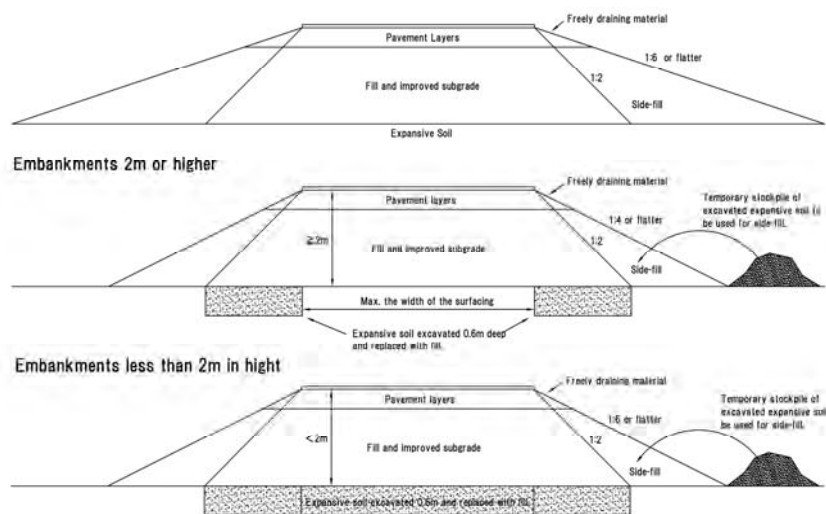 Freely draining material
Pavement Layers
1:6 or flatter
1:2
Fill and improved subgrade
Side-fill
Expansive Soil
Embankments 2m or higher
Freely draining material
Pavement layers
Temporary stockpile of
excavated expansive soil to
be used for side-fill.
1:4 or flatter
≧2m
1:2
Fill and improved subgrade
Side-fill
Max. the width of the surfacing
Expansive soil excavated 0.6m deep
and replaced with fill.
Embankments less than 2m in hight
Freely draining material
Pavement layers
Temporary stockpile of
excavated expansive soil
be used for side-fill.
1:6 or flatter
<2m
1:2
Fill and improved subgrade
Side-fill
Expansive soil excavated 0.6m and replaced with fill